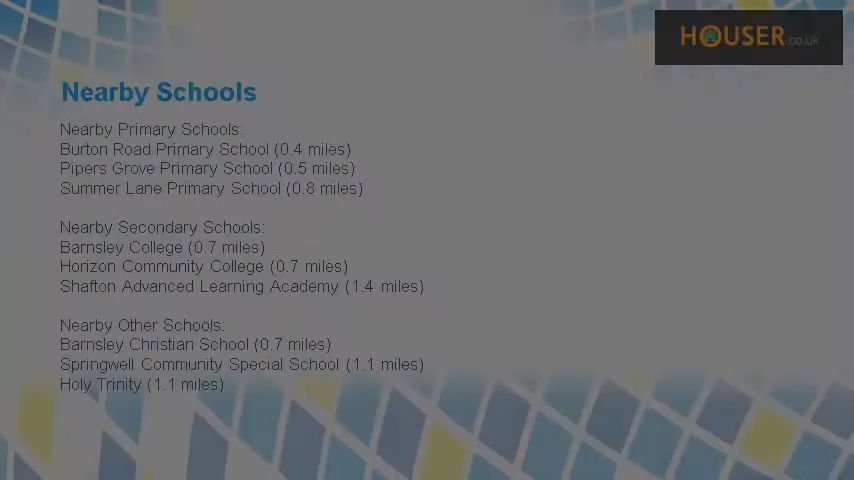 HOUSER.co.uk
Nearby Schools
Nearby Primary Schools:
Burton Road Primary School (0.4 miles)
Pipers Grove Primary School (0.5 miles)
Summer Lane Primary School (0.8 miles)
Nearby Secondary Schools:
Barnsley College (0.7 miles)
Horizon Community College (0.7 miles)
Shafton Advanced Learning Academy (1.4 miles)
Nearby Other Schools:
Barnsley Christian School (0.7 miles)
Springwell Community Special School (1.1 miles)
Holy Trinity (1.1 miles)